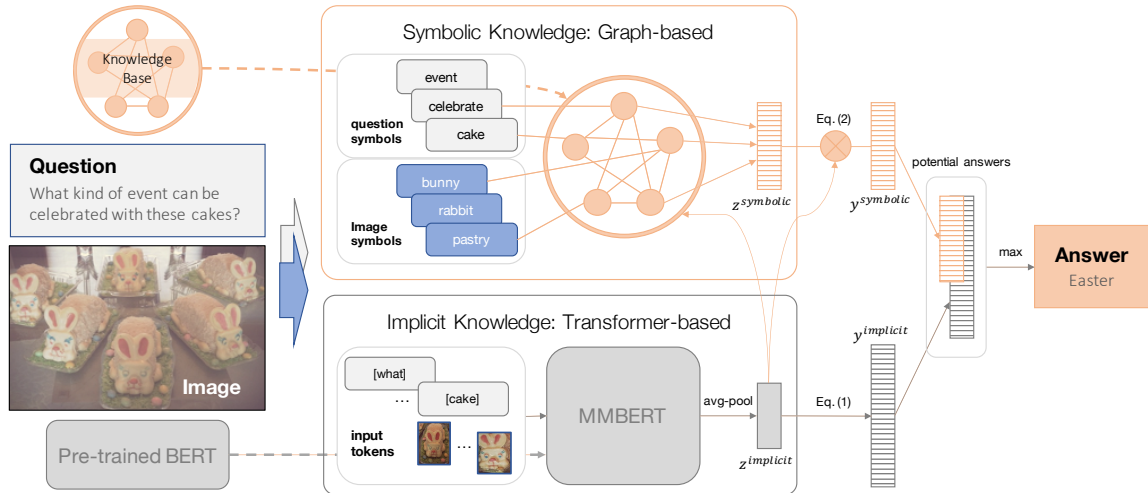 Knowledge
Base
Question
What kind of event can be
celebrated with these cakes?
Image
Pre-trained BERT
Symbolic Knowledge: Graph-based
event
celebrate
cake
question
symbols
bunny
rabbit
pastry
Image
symbols
z^symbolic
Eq. (2)
y^symbolic
potential answers
max
Answer
Easter
Implicit Knowledge: Transformer-based
[what]
...
[cake]
input
tokens
...
MMBERT
avg-pool
z^implicit
Eq. (1)
y^implicit